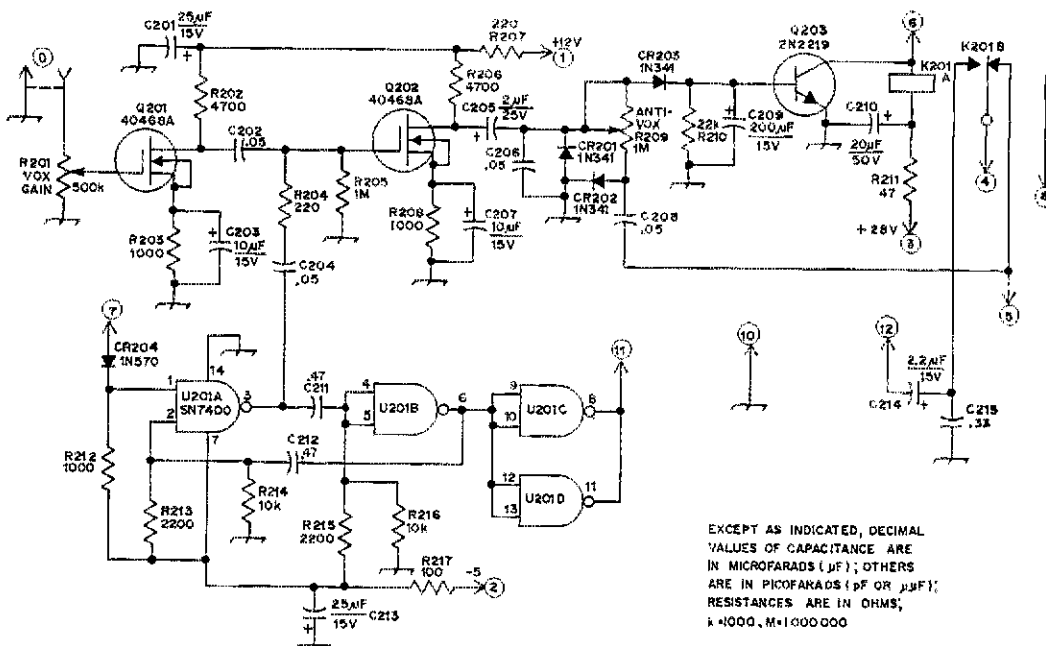 C201
25µF
15V
220
R207
+12V
1
Q203
2N2219
6
K201B
0
R202
4700
R206
4700
CR203
1N341
K201
A
Q201
40468A
Q202
40468A
C205
2µF
25V
ANTI-
VOX
R209
1M
22k
R210
C209
200µF
15V
C210
20µF
50V
R201
VOX
GAIN
500k
C202
.05
C206
.05
CR201
1N341
CR202
1N341
R204
220
R205
1M
R211
47
4
R203
1000
C203
10µF
15V
C204
.05
R208
1000
C207
10µF
15V
C208
.05
+28V
3
5
7
CR204
1N570
14
1
2
3
7
U201A
SN7400
.47
C211
4
5
6
U201B
9
10
8
U201C
11
10
12
2.2µF
15V
C214
C215
.33
R212
1000
C212
.47
R214
10k
12
13
11
U201D
R213
2200
R215
2200
R216
10k
R217
100
-5
2
25µF
15V
C213
EXCEPT AS INDICATED, DECIMAL
VALUES OF CAPACITANCE ARE
IN MICROFARADS (µF); OTHERS
ARE IN PICOFARADS (pF OR µµF);
RESISTANCES ARE IN OHMS;
k=1000, M=1000000